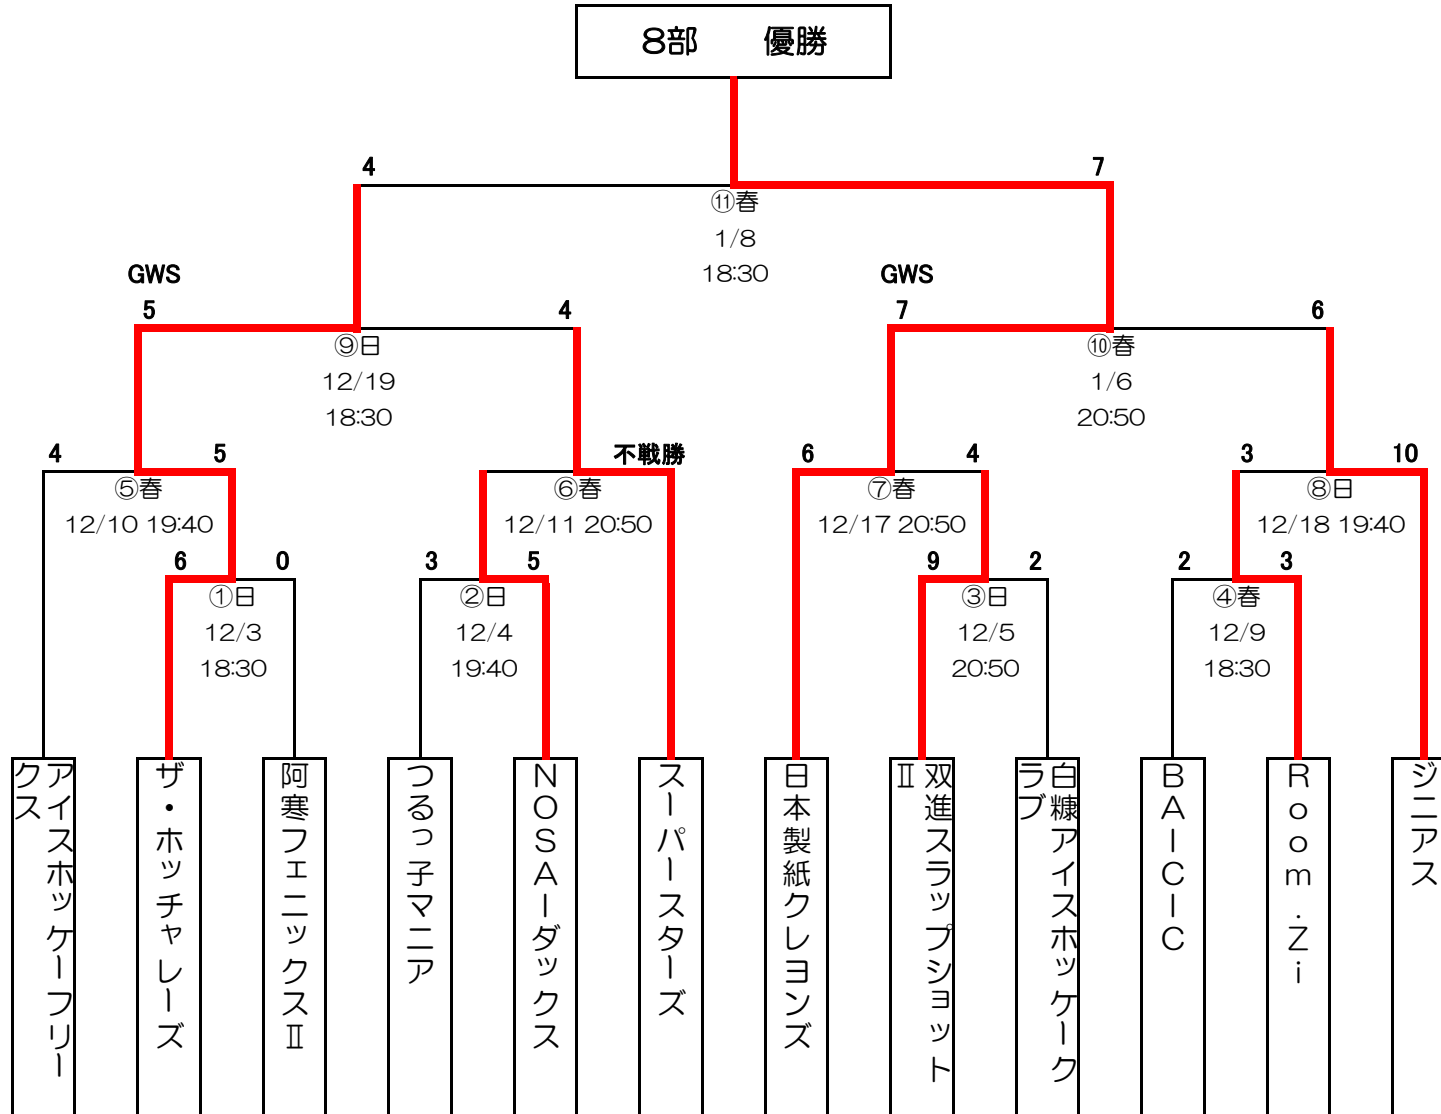 8部　優勝
4
7
⑪春
1/8
18:30
GWS
GWS
5
4
7
6
⑨日
12/19
18:30
⑩春
1/6
20:50
4
5
不戦勝
6
4
3
10
⑤春
12/10 19:40
⑥春
12/11 20:50
⑦春
12/17 20:50
⑧日
12/18 19:40
6
0
3
5
9
2
2
3
①日
12/3
18:30
②日
12/4
19:40
③日
12/5
20:50
④春
12/9
18:30
アイスホッケーフリー
クス
ザ・ホッチャレーズ
阿寒フェニックスⅡ
つるっ子マニア
NOSAIダックス
スーパースターズ
日本製紙クレヨンズ
双進スラップショット
Ⅱ
白糠アイスホッケーク
ラブ
BAICIC
Room.Zi
ジニアス